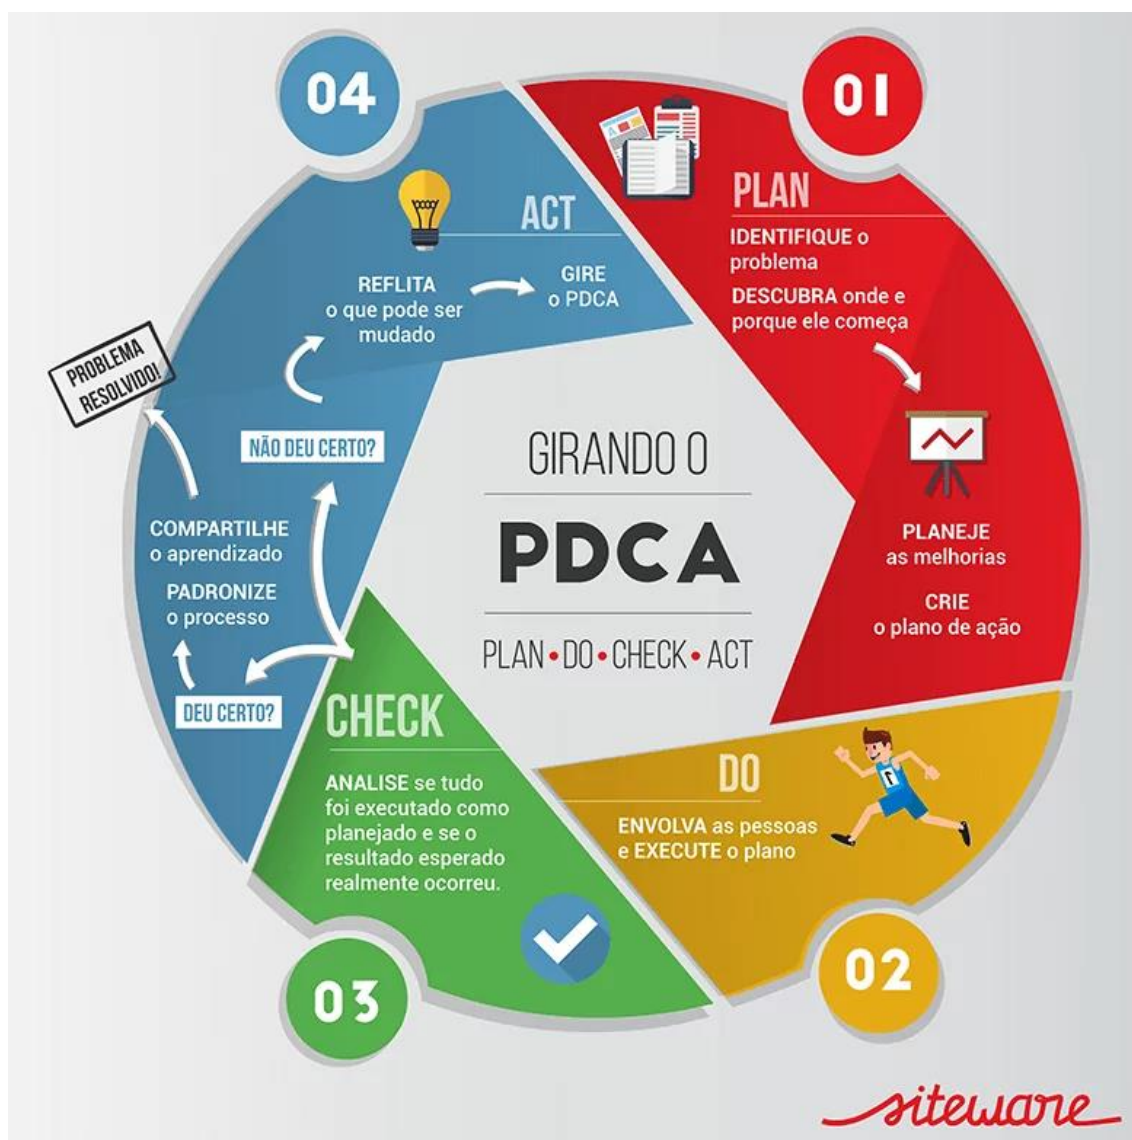 01
PLAN
IDENTIFIQUE o
problema
DESCUBRA onde e
porque ele começa
PLANEJE
as melhorias
CRIE
o plano de ação
02
DO
ENVOLVA as pessoas
e EXECUTE o plano
03
CHECK
ANALISE se tudo
foi executado como
planejado e se o
resultado esperado
realmente ocorreu.
04
ACT
DEU CERTO?
PADRONIZE
o processo
COMPARTILHE
o aprendizado
PROBLEMA
RESOLVIDO!
NÃO DEU CERTO?
REFLITA
o que pode ser
mudado
GIRE
o PDCA
GIRANDO O
PDCA
PLAN • DO • CHECK • ACT
siteware